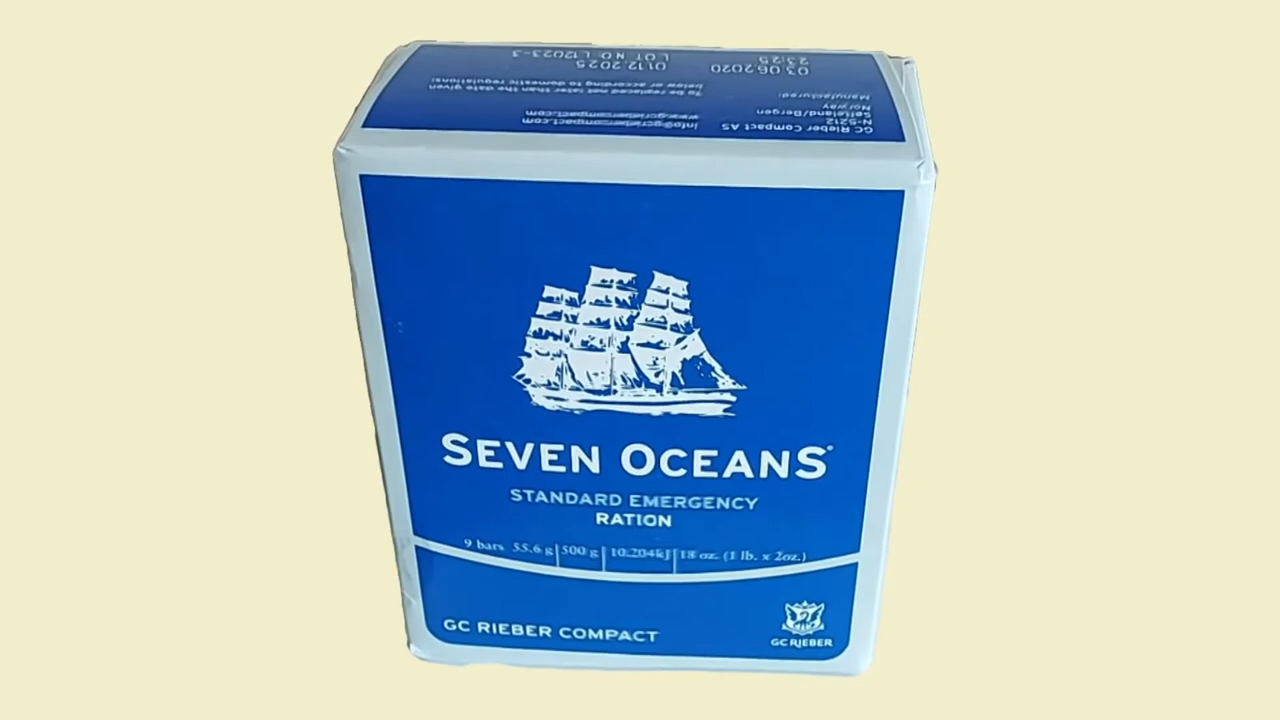 GC Rieber Compact AS
N-5212
Søfteland/Bergen
Norway
Manufactured:
03.06.2020
23:25
info@gcriebercompact.com
www.gcriebercompact.com
To be replaced not later than the date given
below or according to domestic regulations:
01.12.2025
LOT NO: L12023-3
SEVEN OCEANS®
STANDARD EMERGENCY
RATION
9 bars 55.6 g | 500 g | 10.204kJ | 18 oz. (1 lb. x 2oz.)
GC RIEBER COMPACT
GC RIEBER